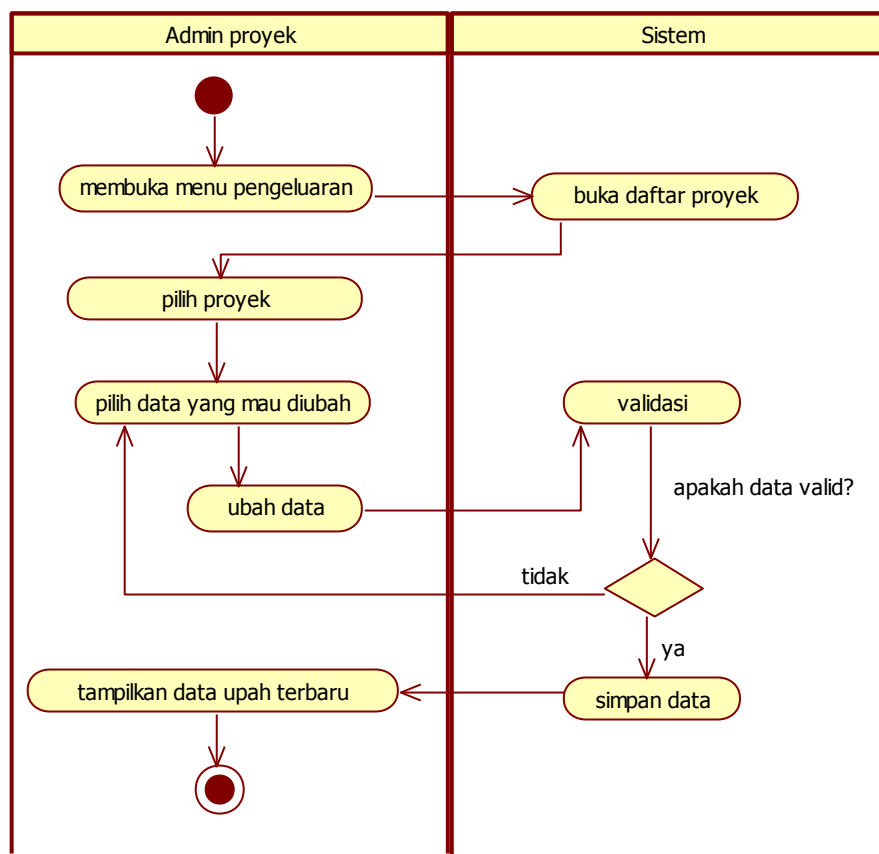 Admin proyek
Sistem
membuka menu pengeluaran
buka daftar proyek
pilih proyek
pilih data yang mau diubah
validasi
apakah data valid?
ubah data
tidak
ya
tampilkan data upah terbaru
simpan data